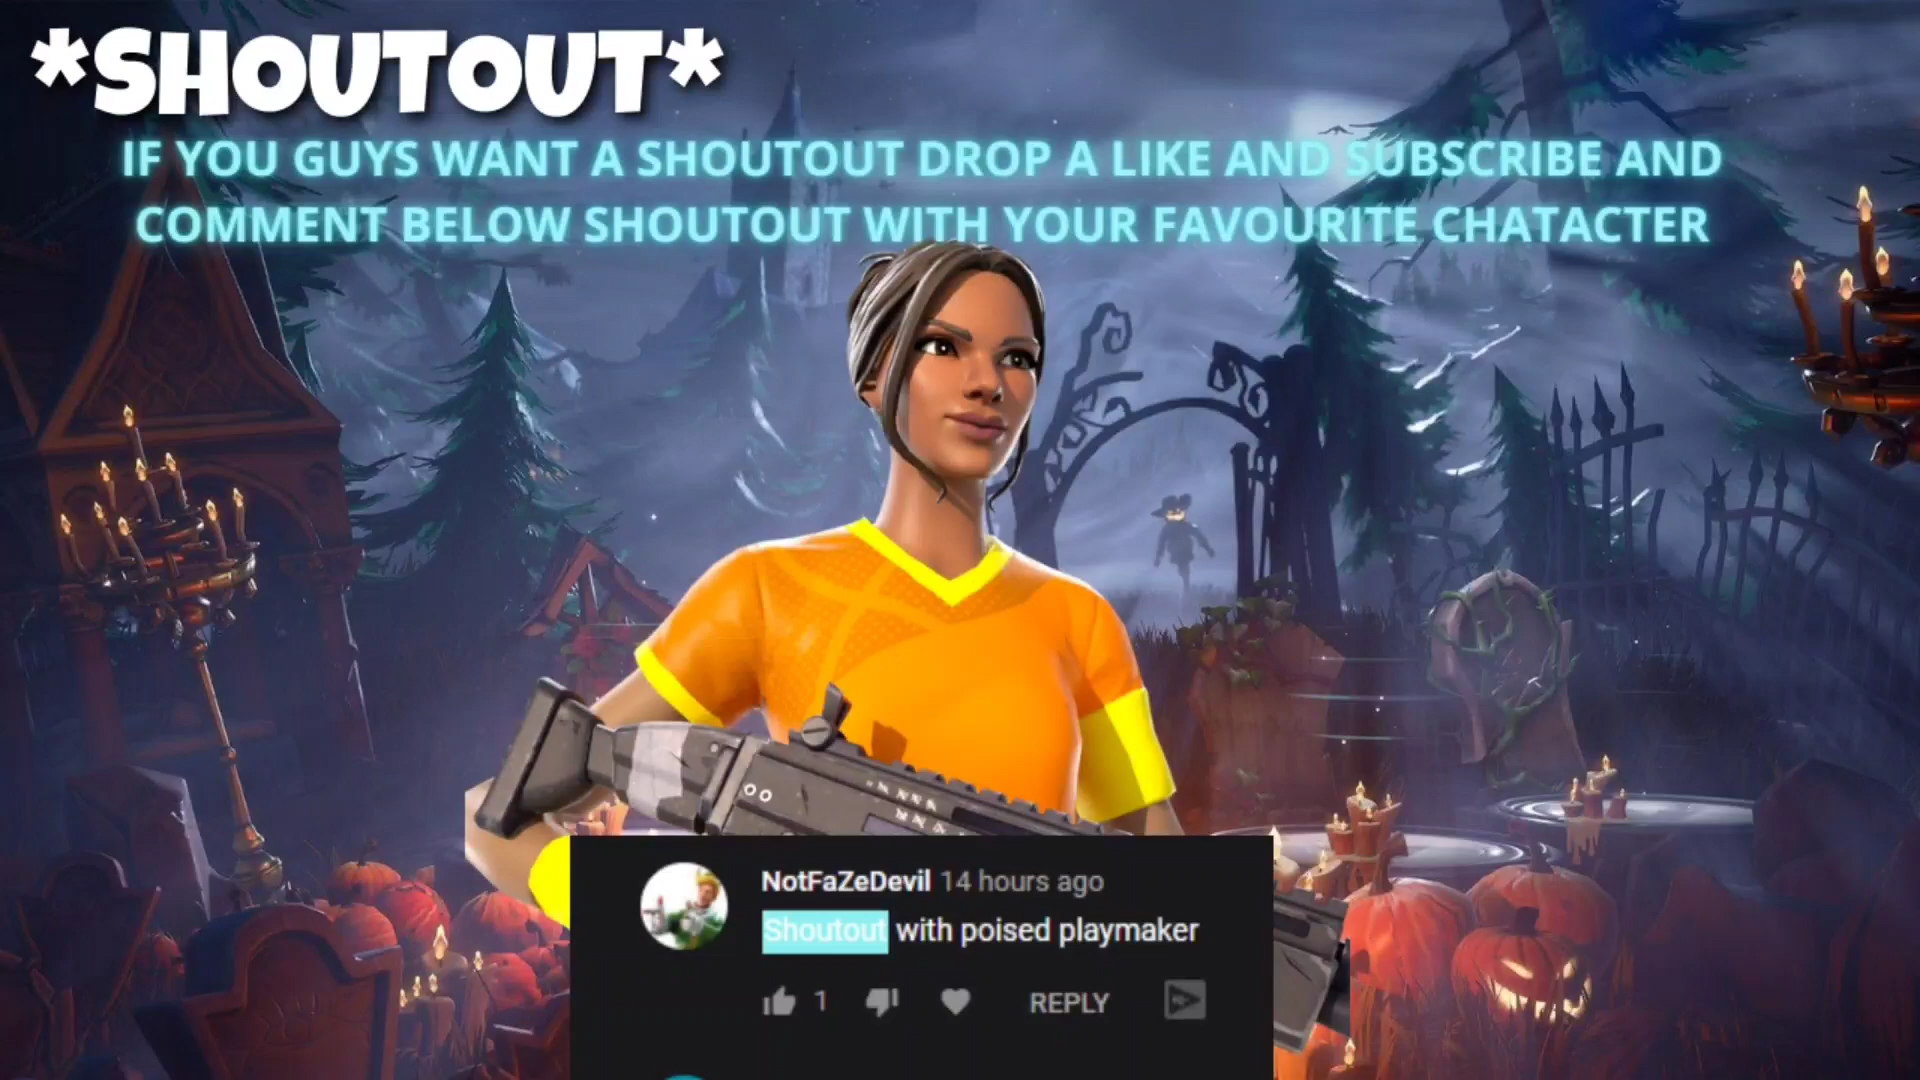 *SHOUTOUT*
IF YOU GUYS WANT A SHOUTOUT DROP A LIKE AND SUBSCRIBE AND
COMMENT BELOW SHOUTOUT WITH YOUR FAVOURITE CHATACTER
NotFaZeDevil 14 hours ago
Shoutout with poised playmaker
1 REPLY